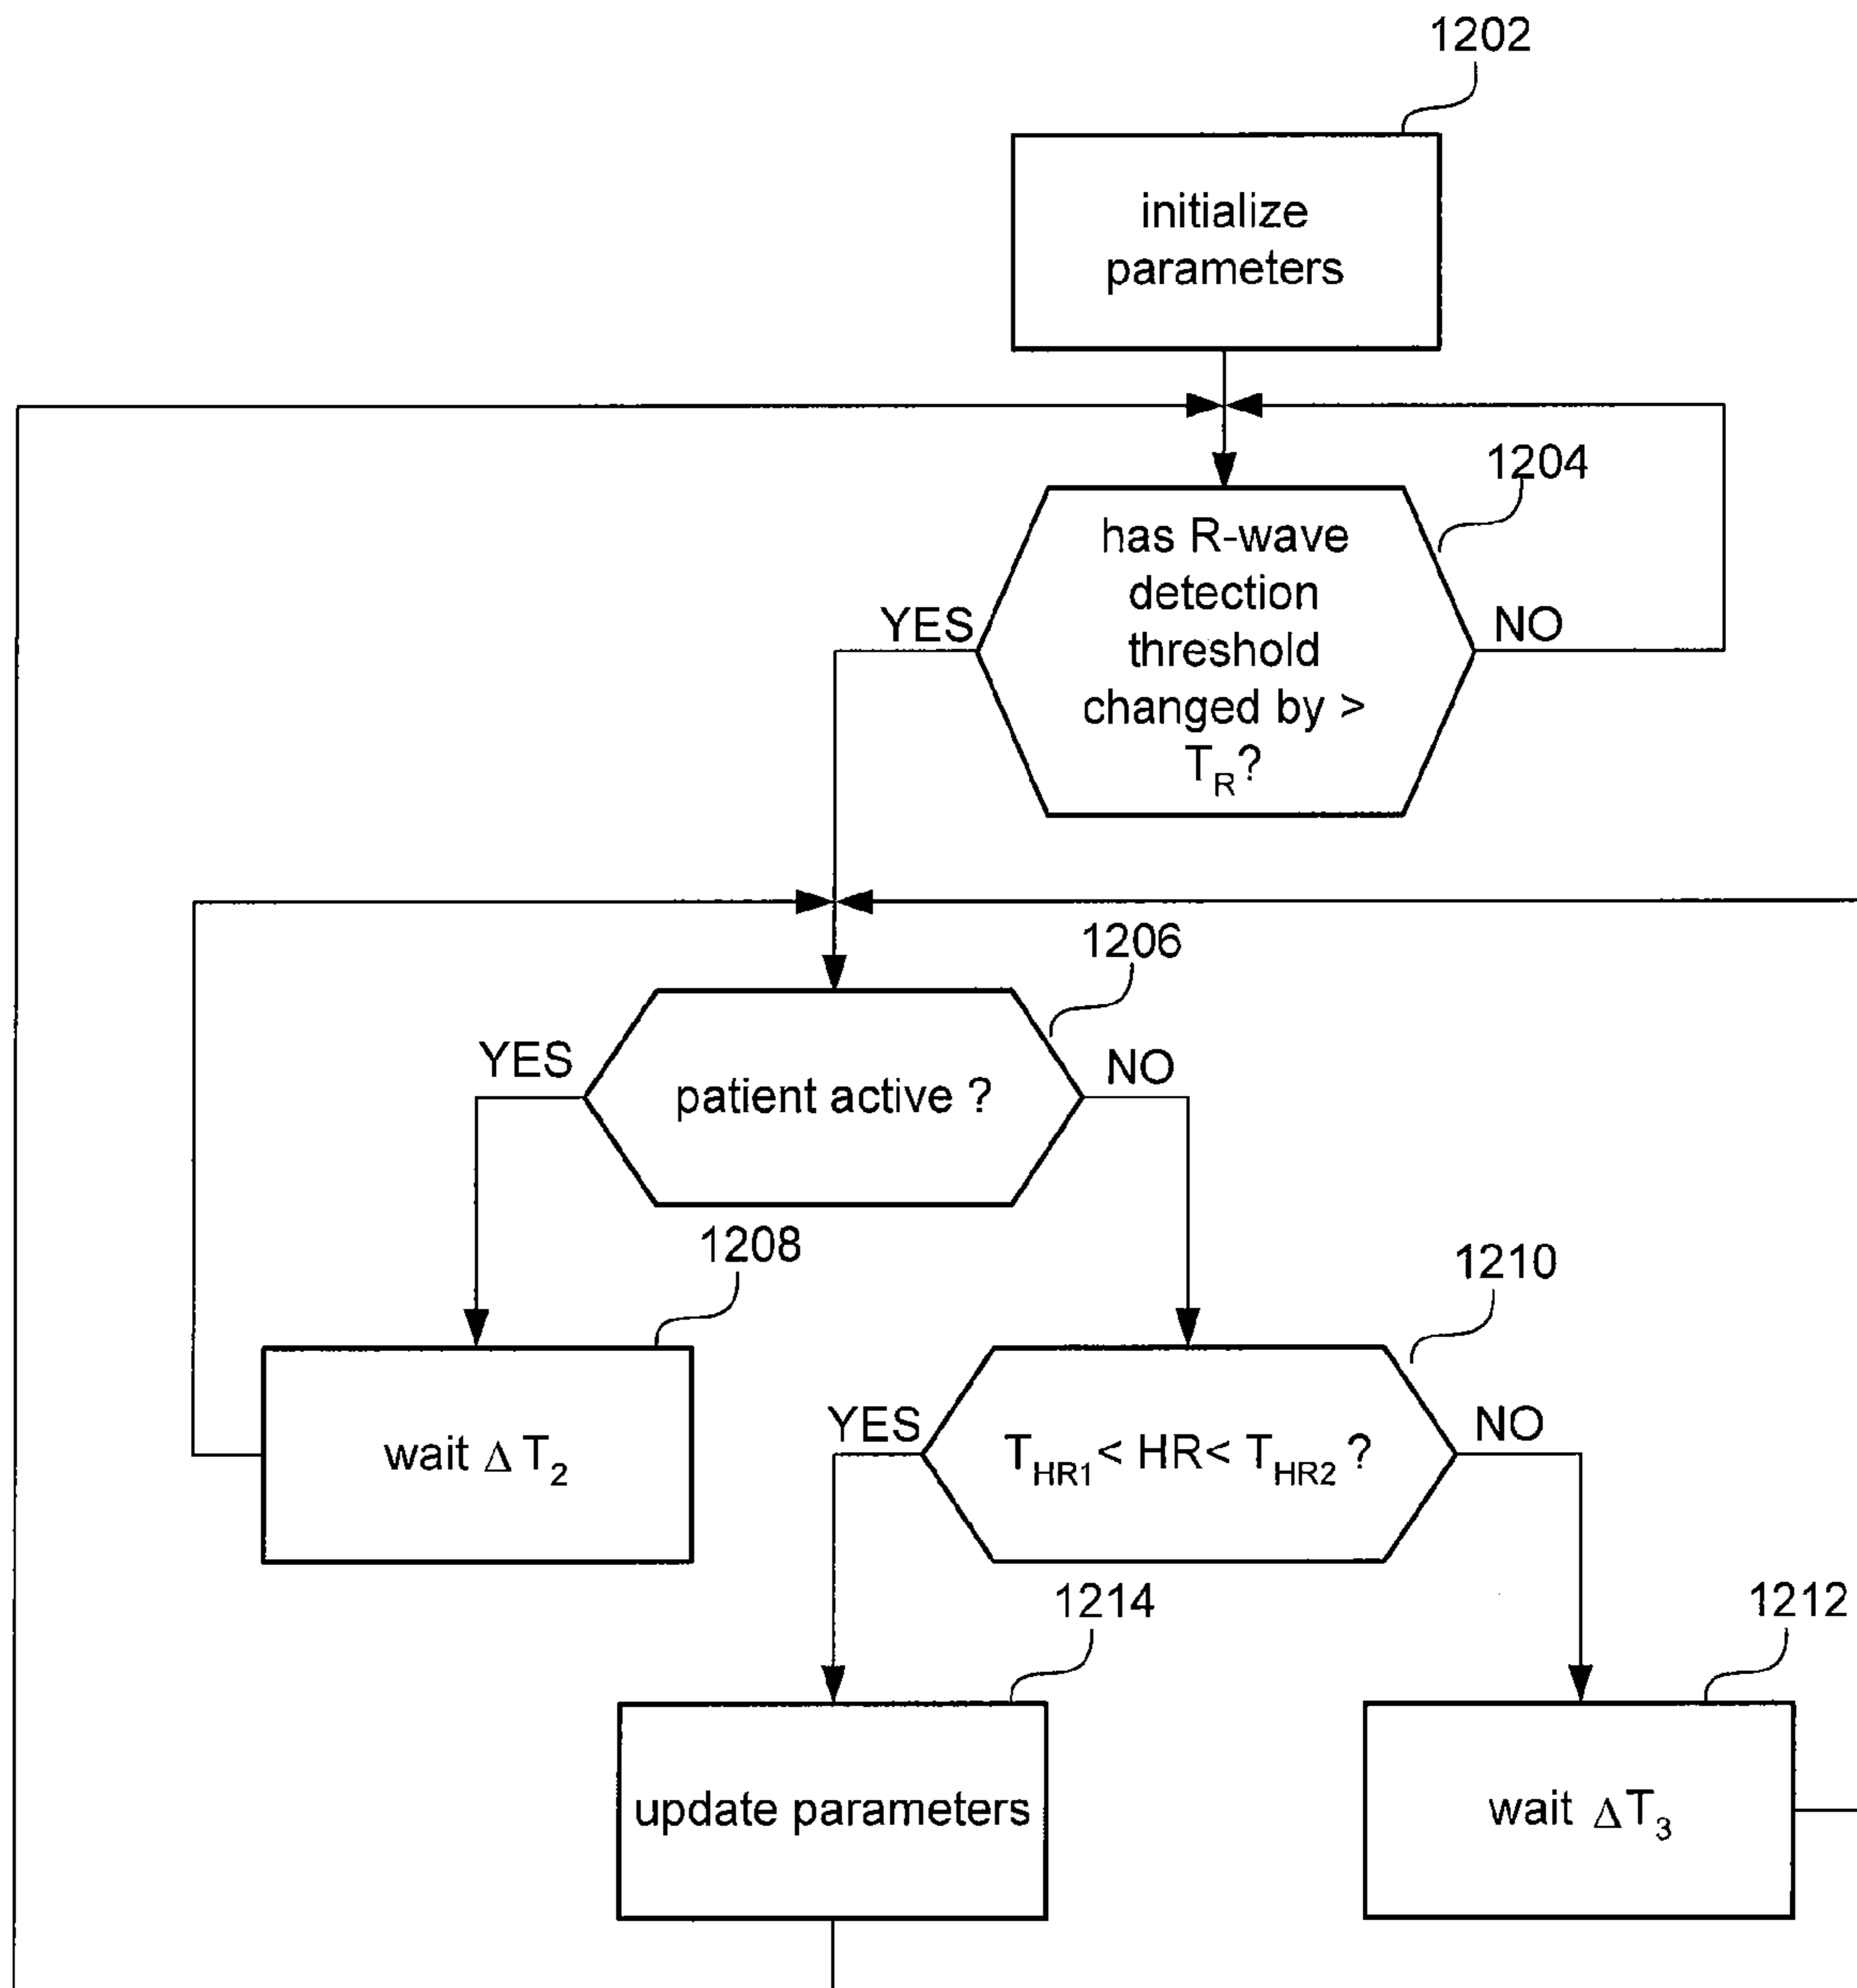 1202
initialize
parameters
1204
has R-wave
detection
threshold
changed by >
T_R ?
YES
NO
1206
patient active ?
YES
NO
1208
wait Δ T_2
1210
T_HR1 < HR < T_HR2 ?
YES
NO
1214
update parameters
1212
wait ΔT_3